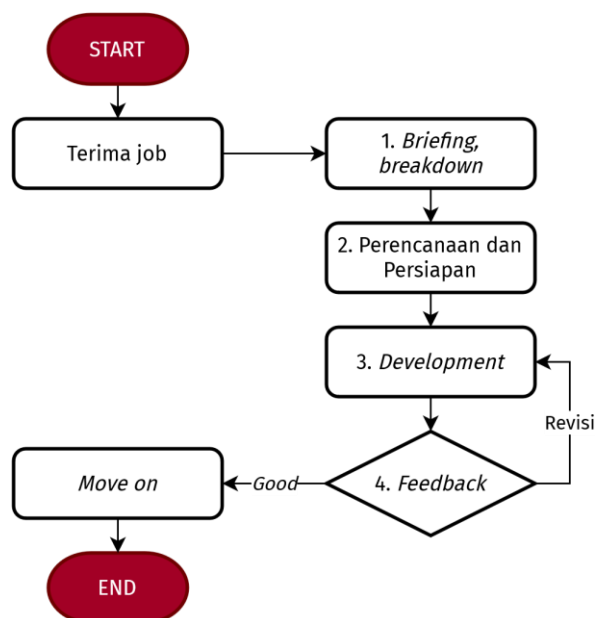 START
Terima job
1. Briefing,
breakdown
2. Perencanaan dan
Persiapan
3. Development
Revisi
4. Feedback
Good
Move on
END